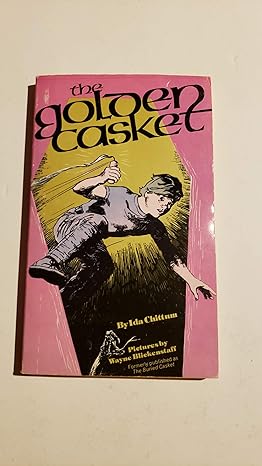 the
golden
casket
By Ida Chittum
Pictures by
Wayne Blickenstaff
Formerly published as
The Buried Casket